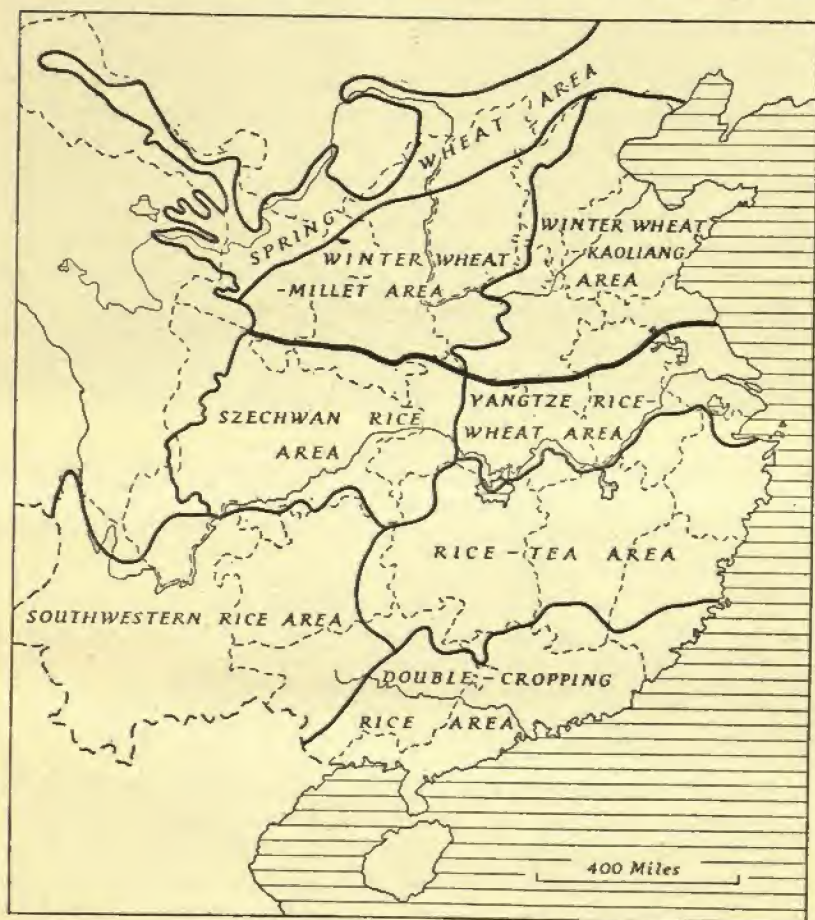 SPRING WHEAT AREA
WINTER WHEAT
-MILLET AREA
WINTER WHEAT
-KAOLIANG
AREA
SZECHWAN RICE
AREA
YANGTZE RICE-
WHEAT AREA
RICE-TEA AREA
SOUTHWESTERN RICE AREA
DOUBLE-CROPPING
RICE AREA
400 Miles